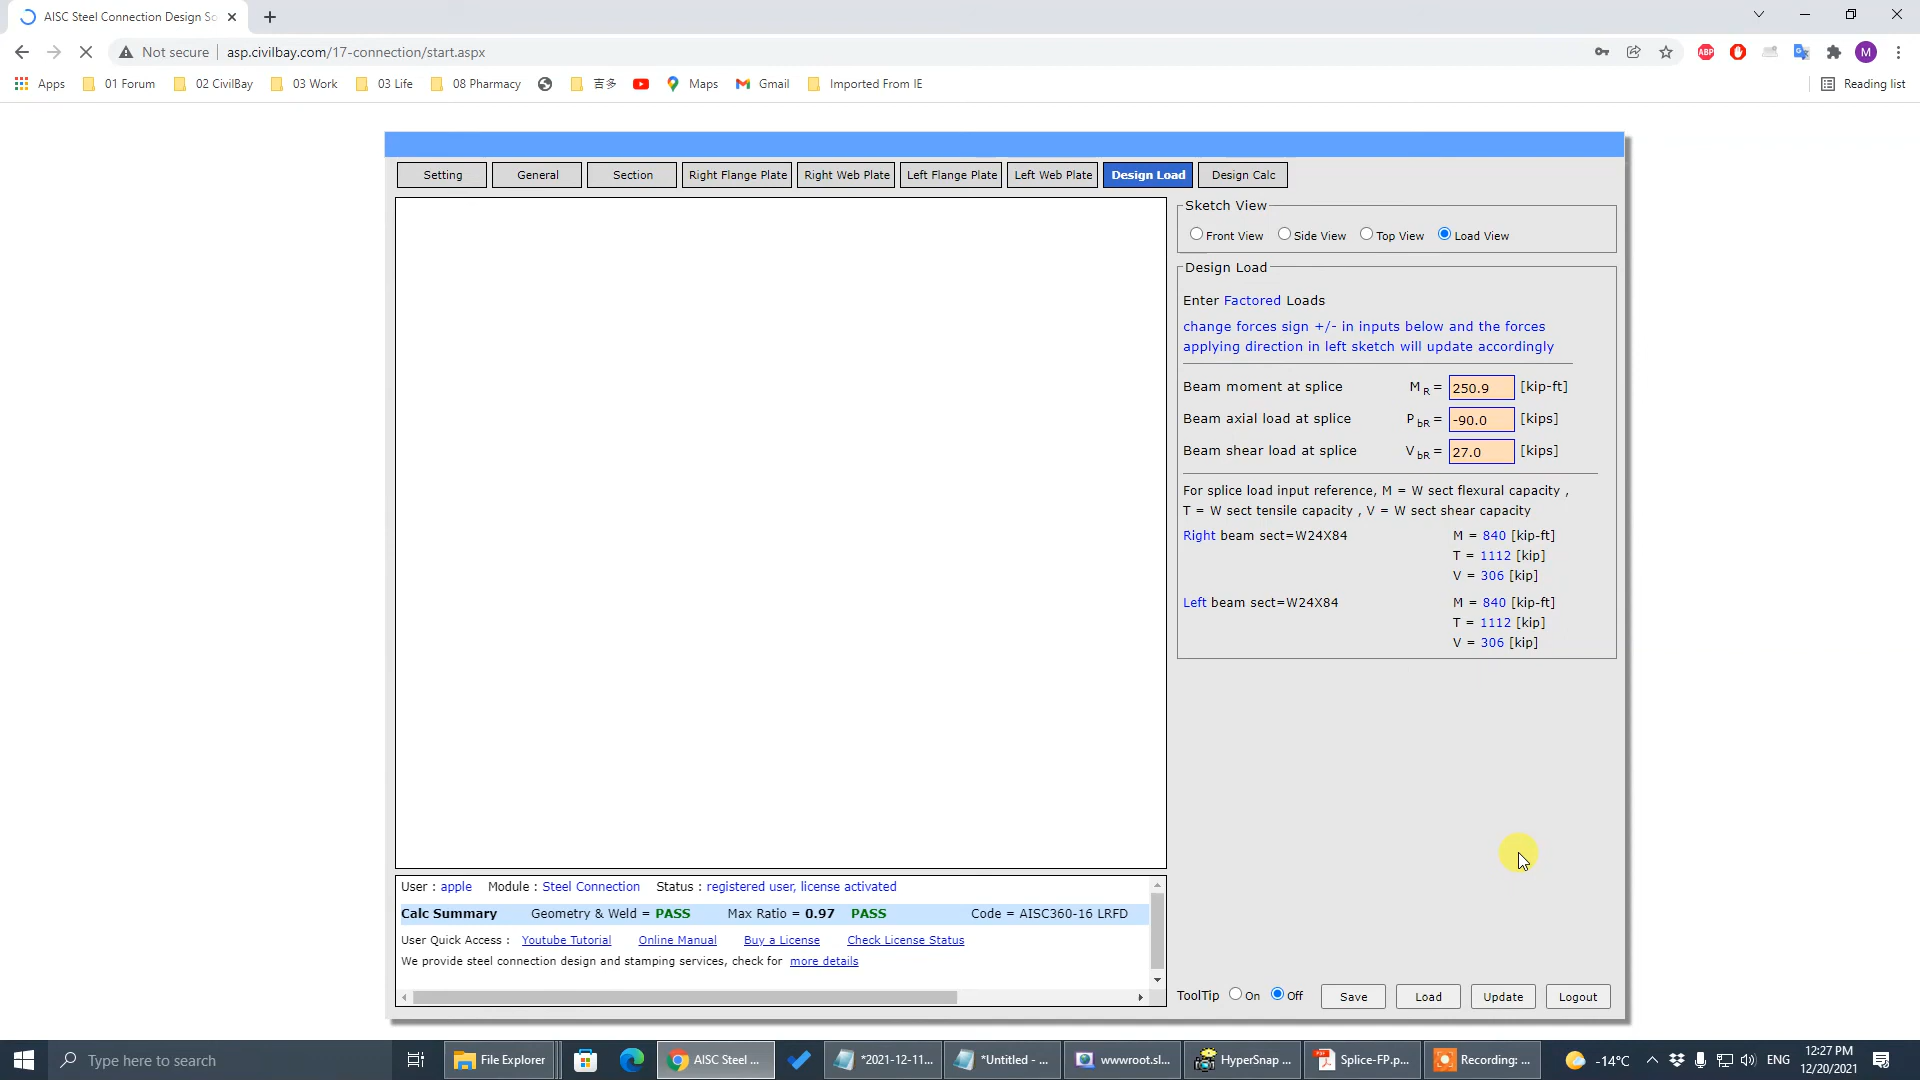 AISC Steel Connection Design So
Not secure
asp.civilbay.com/17-connection/start.aspx
ABP
M
Apps
01 Forum
02 CivilBay
03 Work
03 Life
08 Pharmacy
吉多
Maps
Gmail
Imported From IE
Reading list
Setting
General
Section
Right Flange Plate
Right Web Plate
Left Flange Plate
Left Web Plate
Design Load
Design Calc
Sketch View
Front View
Side View
Top View
Load View
Design Load
Enter Factored Loads
change forces sign +/- in inputs below and the forces
applying direction in left sketch will update accordingly
Beam moment at splice M R = 250.9 [kip-ft]
Beam axial load at splice P bR = -90.0 [kips]
Beam shear load at splice V bR = 27.0 [kips]
For splice load input reference, M = W sect flexural capacity ,
T = W sect tensile capacity , V = W sect shear capacity
Right beam sect=W24X84 M = 840 [kip-ft]
T = 1112 [kip]
V = 306 [kip]
Left beam sect=W24X84 M = 840 [kip-ft]
T = 1112 [kip]
V = 306 [kip]
User : apple Module : Steel Connection Status : registered user, license activated
Calc Summary Geometry & Weld = PASS Max Ratio = 0.97 PASS Code = AISC360-16 LRFD
User Quick Access : Youtube Tutorial Online Manual Buy a License Check License Status
We provide steel connection design and stamping services, check for more details
ToolTip On Off
Save
Load
Update
Logout
Type here to search
File Explorer
AISC Steel ...
*2021-12-11...
*Untitled - ...
wwwroot.sl...
HyperSnap ...
Splice-FP.p...
Recording: ...
-14°C
ENG
12:27 PM
12/20/2021